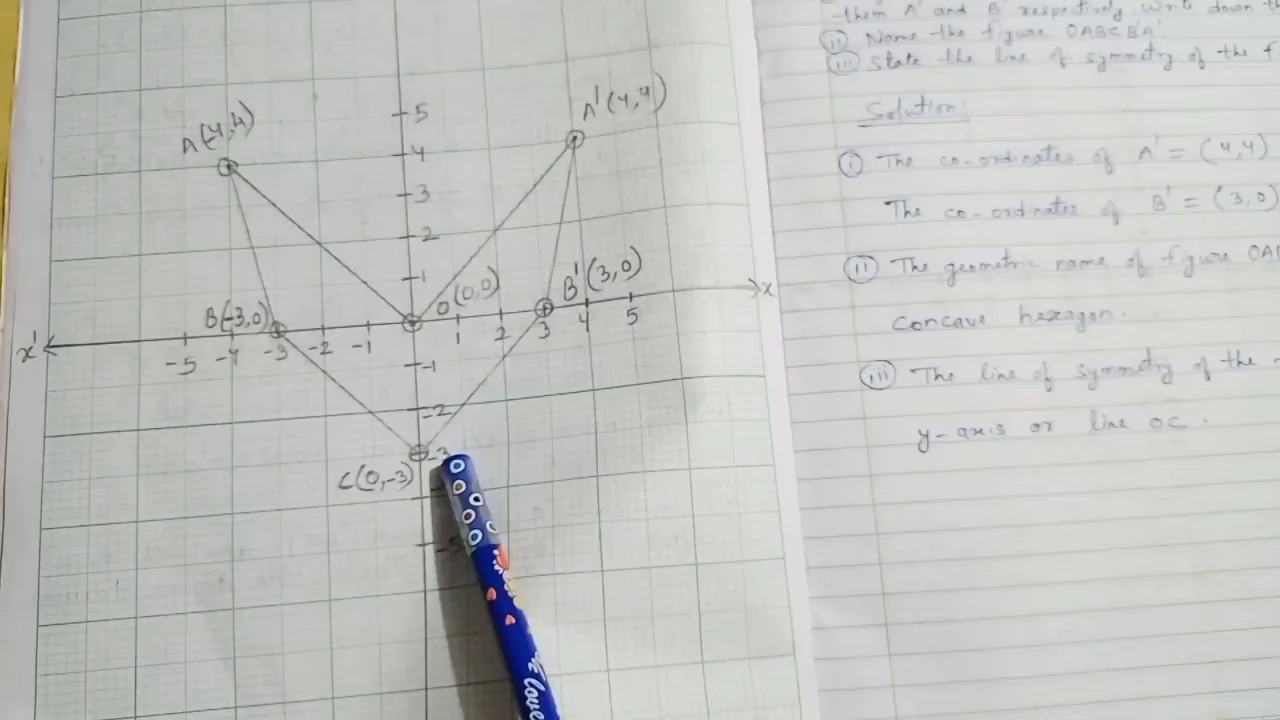 A(-4,4)
A'(4,4)
5
4
3
2
1
O(0,0)
B'(3,0)
B(-3,0)
x'
x
-5 -4 -3 -2 -1 1 2 3 4 5
-1
-2
-3
C(0,-3)
-5
love
them A' and B' respectively. Write down
(ii) Name the figure OABCB'A'
(iii) State the line of symmetry of the
Solution:
(i) The co-ordinates of A' = (4,4)
The co-ordinates of B' = (3,0)
(ii) The geometric name of figure
concave hexagon.
(iii) The line of symmetry of the
y-axis or line OC.